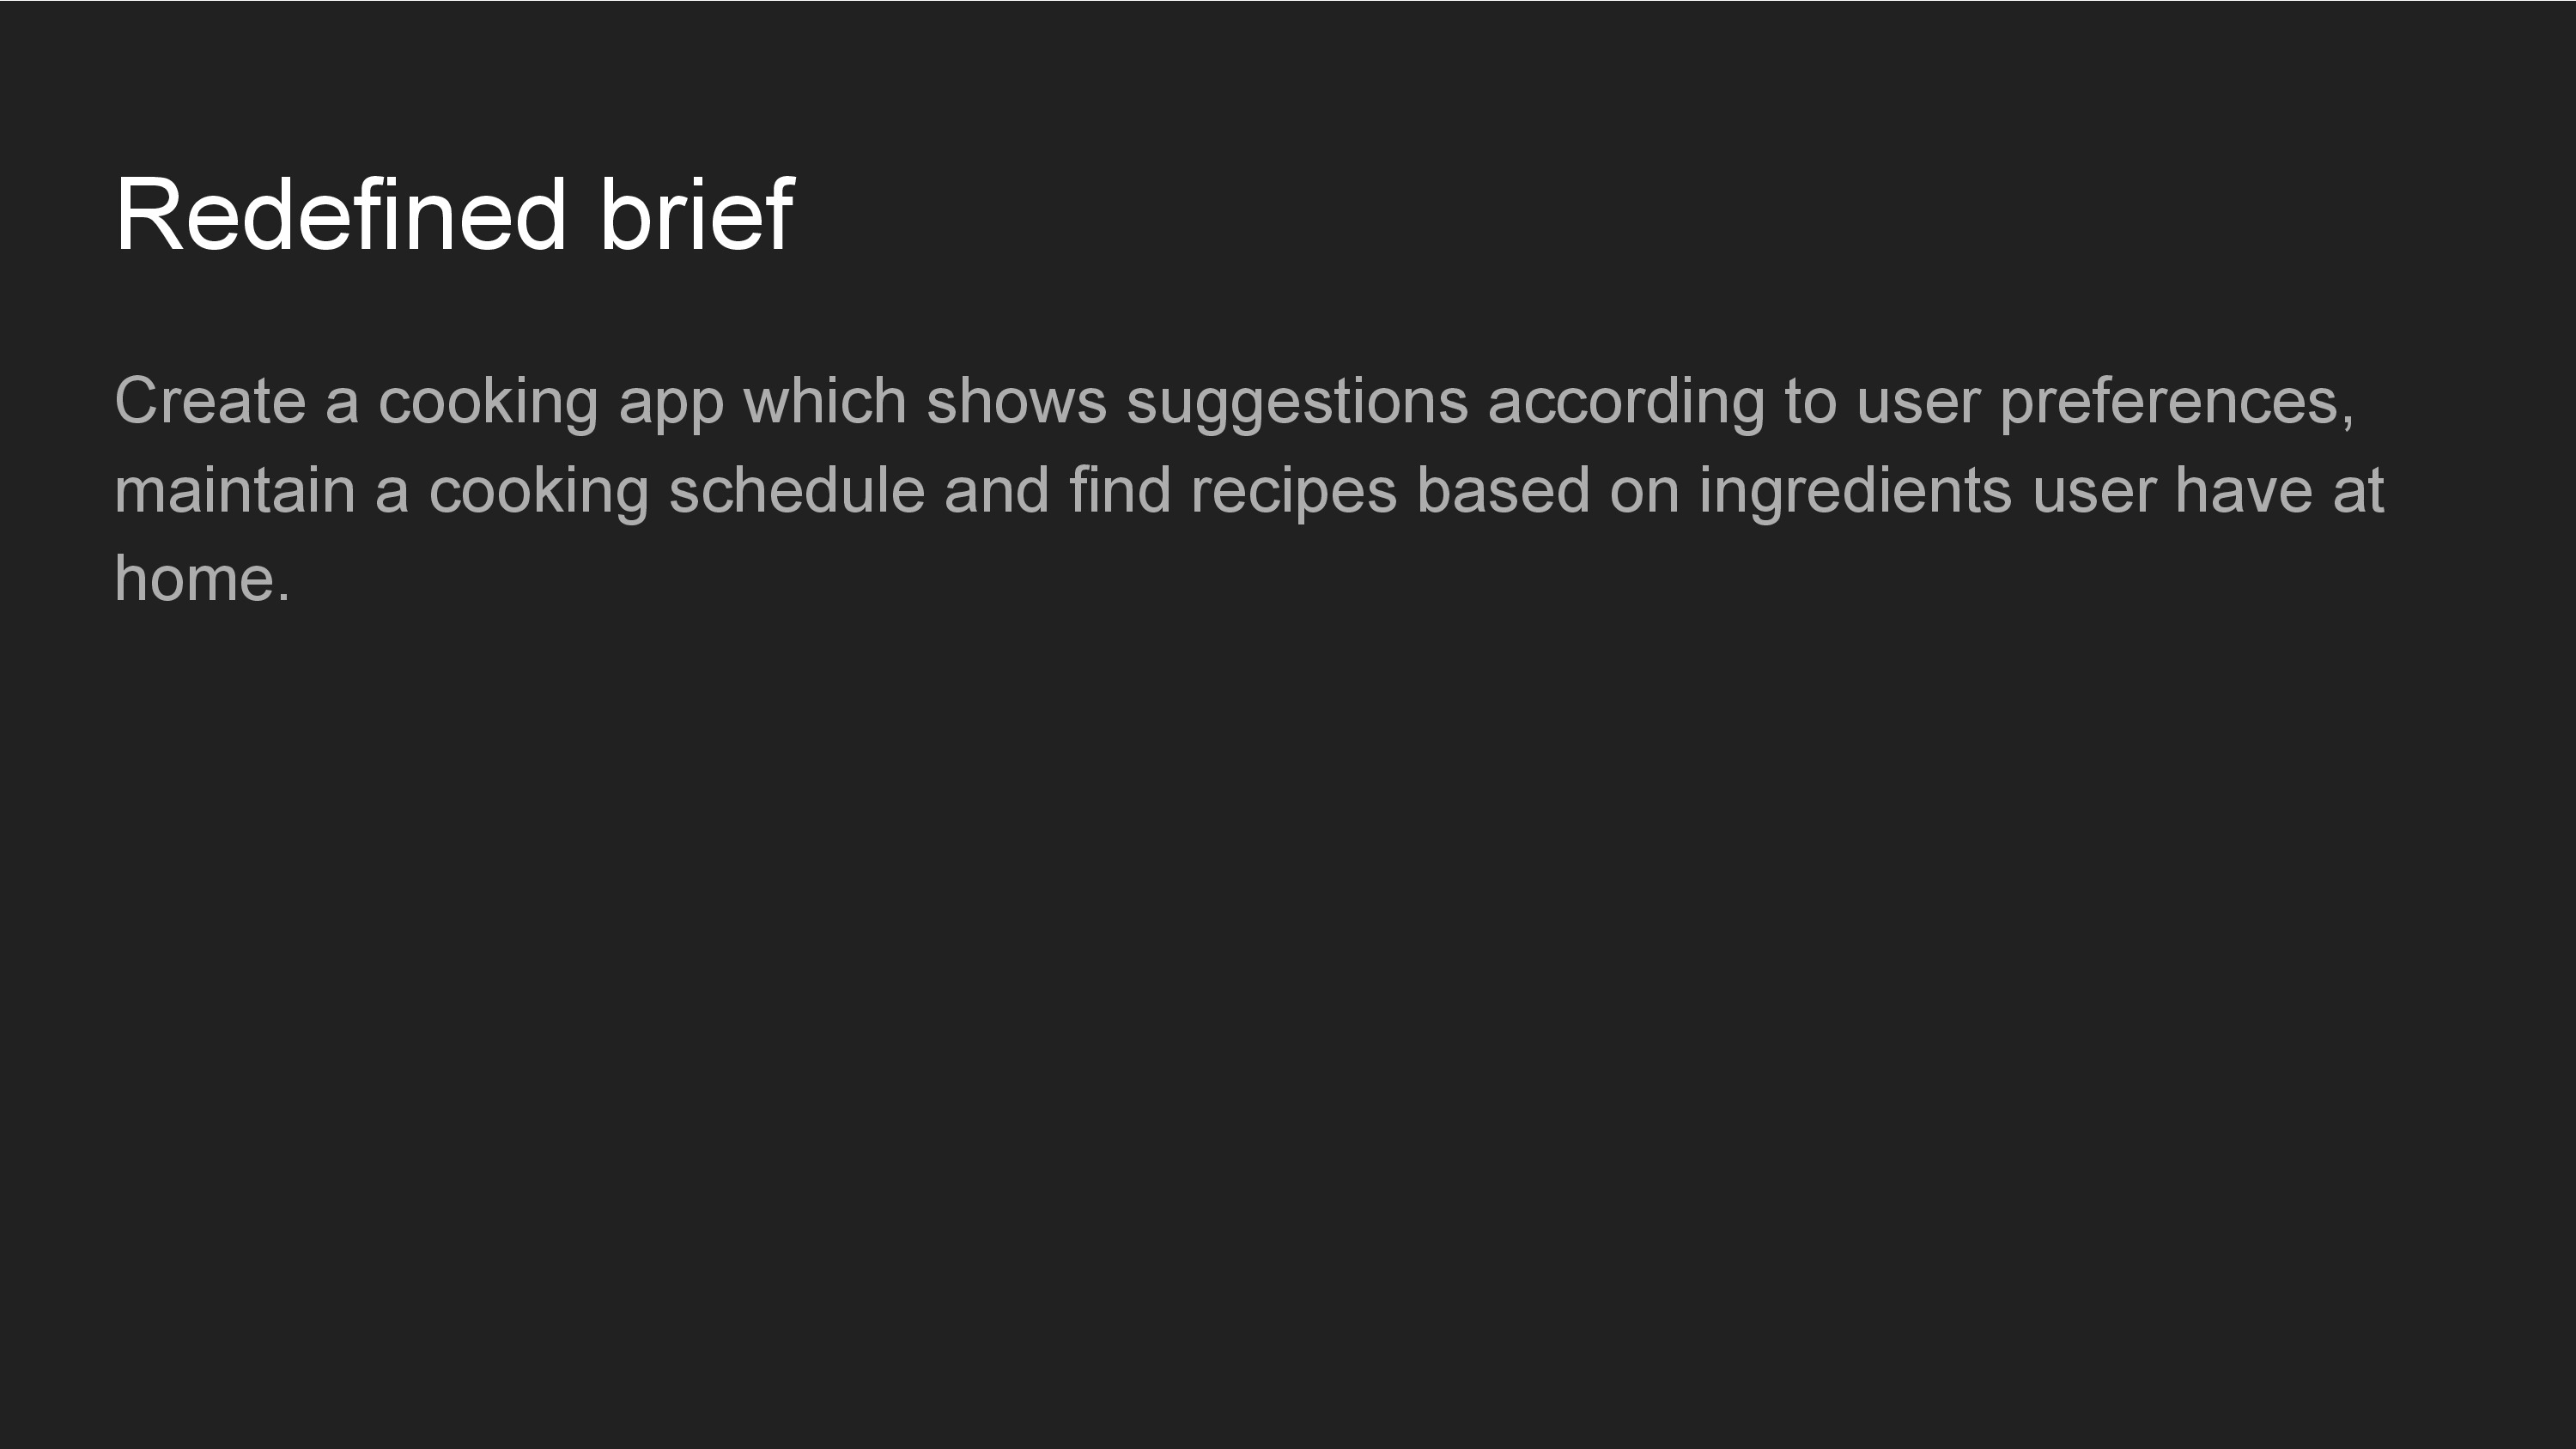 Redefined brief
Create a cooking app which shows suggestions according to user preferences,
maintain a cooking schedule and find recipes based on ingredients user have at
home.